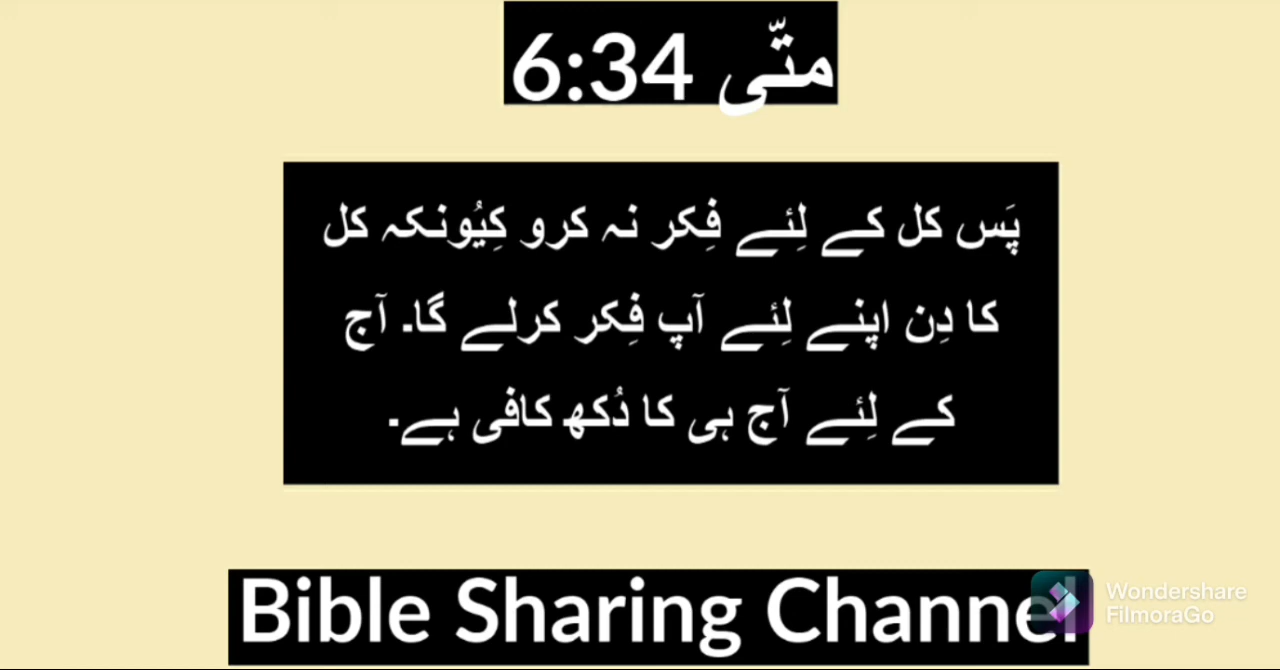 متّی 6:34
پَس کل کے لِئے فِکر نہ کرو کِیُونکہ کل
کا دِن اپنے لِئے آپ فِکر کرلے گا۔ آج
کے لِئے آج ہی کا دُکھ کافی ہے۔
Bible Sharing Channel
Wondershare
FilmoraGo